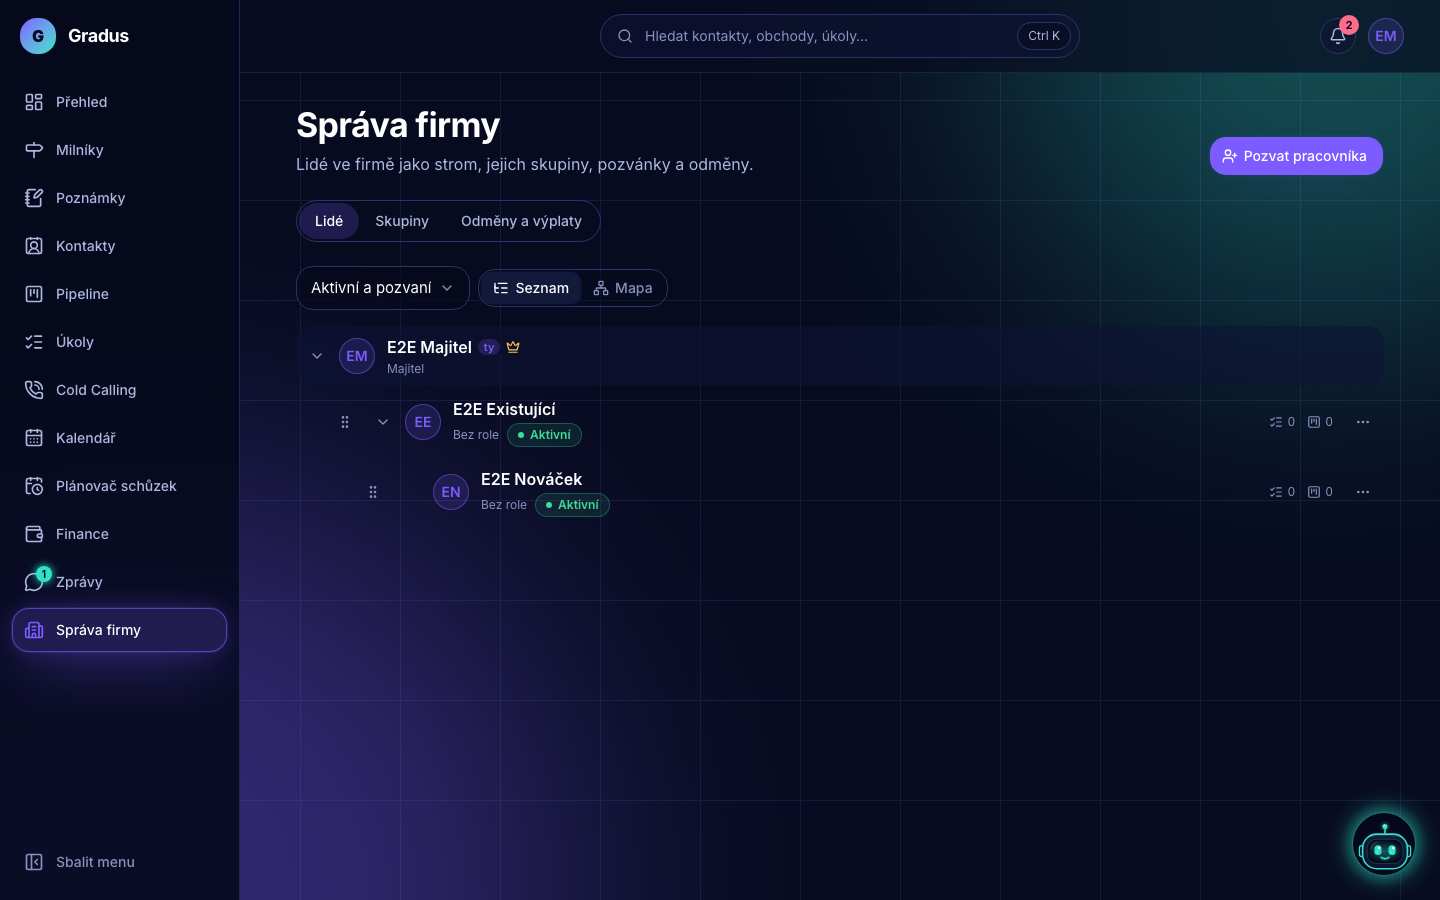 G Gradus
Hledat kontakty, obchody, úkoly...
Ctrl K
2
EM
Přehled
Milníky
Poznámky
Kontakty
Pipeline
Úkoly
Cold Calling
Kalendář
Plánovač schůzek
Finance
1
Zprávy
Správa firmy
Sbalit menu
Správa firmy
Lidé ve firmě jako strom, jejich skupiny, pozvánky a odměny.
Pozvat pracovníka
Lidé Skupiny Odměny a výplaty
Aktivní a pozvaní Seznam Mapa
EM E2E Majitel ty
Majitel
EE E2E Existující
Bez role Aktivní 0 0
EN E2E Nováček
Bez role Aktivní 0 0